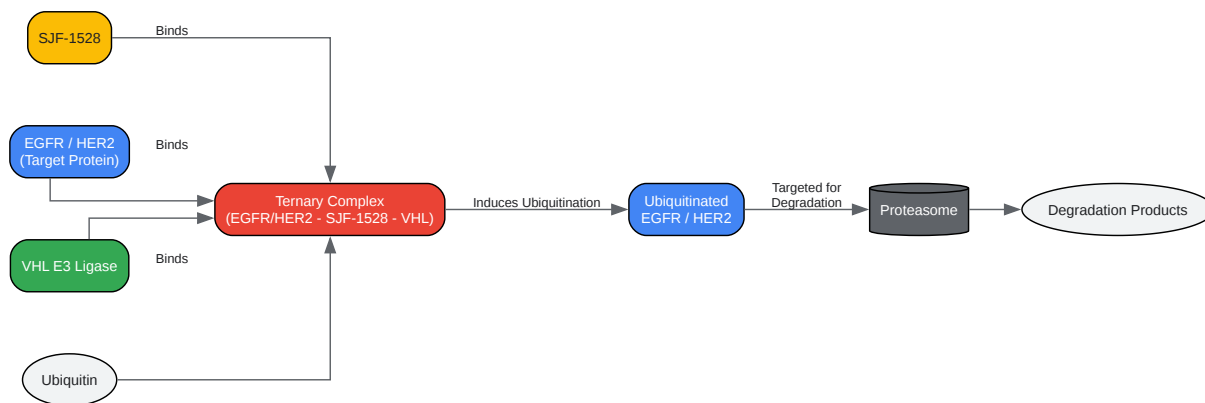 SJF-1528
Binds
EGFR / HER2
(Target Protein)
Binds
VHL E3 Ligase
Binds
Ubiquitin
Ternary Complex
(EGFR/HER2 - SJF-1528 - VHL)
Induces Ubiquitination
Ubiquitinated
EGFR / HER2
Targeted for
Degradation
Proteasome
Degradation Products